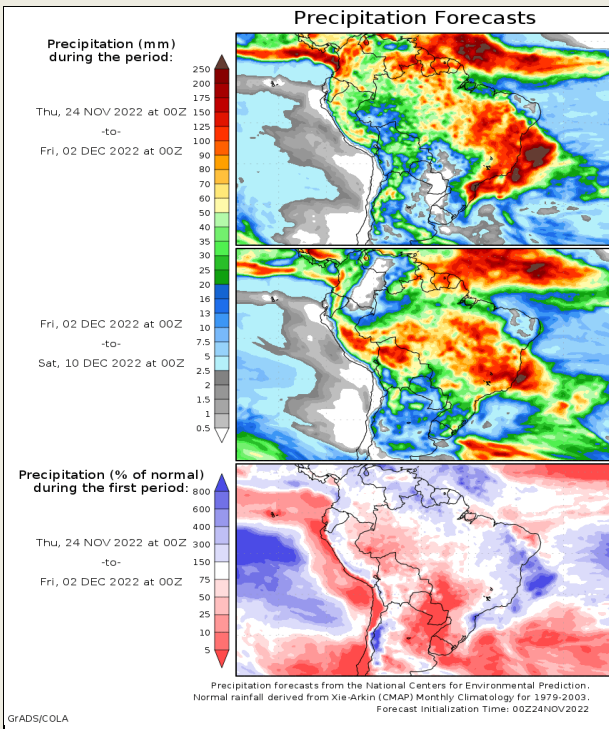 Precipitation Forecasts
Precipitation (mm)
during the period:
Thu, 24 NOV 2022 at 00Z
-to-
Fri, 02 DEC 2022 at 00Z
250
200
175
150
125
100
90
80
70
60
50
40
35
30
25
20
16
13
10
7.5
5
2.5
2
1.5
1
0.5
Fri, 02 DEC 2022 at 00Z
-to-
Sat, 10 DEC 2022 at 00Z
Precipitation (% of normal)
during the first period:
Thu, 24 NOV 2022 at 00Z
-to-
Fri, 02 DEC 2022 at 00Z
800
600
400
300
150
75
50
25
10
5
Precipitation forecasts from the National Centers for Environmental Prediction.
Normal rainfall derived from Xie-Arkin (CMAP) Monthly Climatology for 1979-2003.
Forecast Initialization Time: 00Z24NOV2022
GrADS/COLA